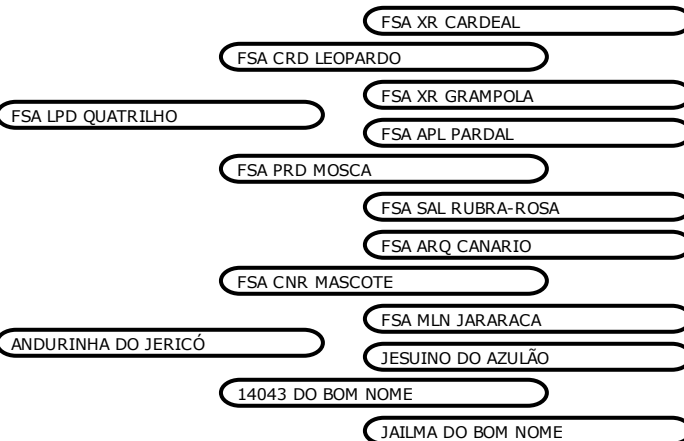 FSA XR CARDEAL
FSA CRD LEOPARDO
FSA XR GRAMPOLA
FSA LPD QUATRILHO
FSA APL PARDAL
FSA PRD MOSCA
FSA SAL RUBRA-ROSA
FSA ARQ CANARIO
FSA CNR MASCOTE
FSA MLN JARARACA
ANDURINHA DO JERICÓ
JESUINO DO AZULÃO
14043 DO BOM NOME
JAILMA DO BOM NOME